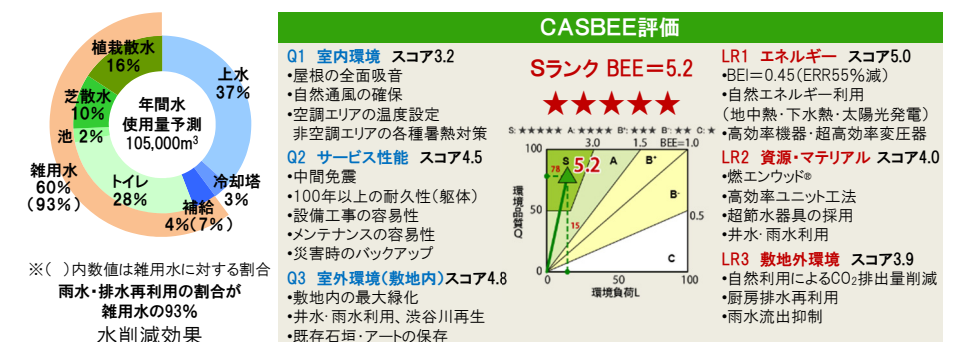 植栽散水
16%
上水
37%
芝散水
10%
年間水
使用量予測
105,000m³
池 2%
雑用水
60%
(93%)
トイレ
28%
冷却塔
3%
補給
4%(7%)
※( )内数値は雑用水に対する割合
雨水・排水再利用の割合が
雑用水の93%
水削減効果
CASBEE評価
Q1 室内環境 スコア3.2
•屋根の全面吸音
•自然通風の確保
•空調エリアの温度設定
非空調エリアの各種暑熱対策
Q2 サービス性能 スコア4.5
•中間免震
•100年以上の耐久性(躯体)
•設備工事の容易性
•メンテナンスの容易性
•災害時のバックアップ
Q3 室外環境(敷地内)スコア4.8
•敷地内の最大緑化
•井水・雨水利用、渋谷川再生
•既存石垣・アートの保存
Sランク BEE=5.2
★★★★★
S:★★★★★ A:★★★★ B⁺:★★★ B⁻:★★ C:★
3.0 1.5 BEE=1.0
100
S 5.2 A B⁺
78
環境品質Q
50
B⁻
0.5
15
C
0
0 50 100
環境負荷L
LR1 エネルギー スコア5.0
•BEI=0.45(ERR55%減)
•自然エネルギー利用
(地中熱・下水熱・太陽光発電)
•高効率機器・超高効率変圧器
LR2 資源・マテリアル スコア4.0
•燃エンウッド®
•高効率ユニット工法
•超節水器具の採用
•井水・雨水利用
LR3 敷地外環境 スコア3.9
•自然利用によるCO₂排出量削減
•厨房排水再利用
•雨水流出抑制